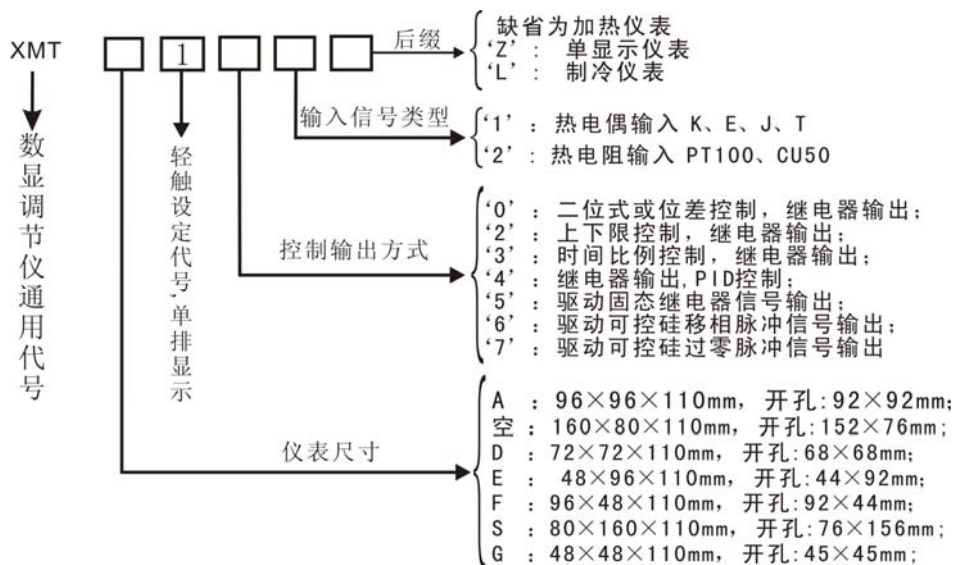 XMT
1
后缀
缺省为加热仪表
‘Z’: 单显示仪表
‘L’: 制冷仪表
输入信号类型
‘1’: 热电偶输入 K、E、J、T
‘2’: 热电阻输入 PT100、CU50
控制输出方式
‘0’: 二位式或位差控制，继电器输出；
‘2’: 上下限控制，继电器输出；
‘3’: 时间比例控制，继电器输出；
‘4’: 继电器输出,PID控制；
‘5’: 驱动固态继电器信号输出；
‘6’: 驱动可控硅移相脉冲信号输出；
‘7’: 驱动可控硅过零脉冲信号输出
仪表尺寸
A : 96×96×110mm，开孔:92×92mm；
空 : 160×80×110mm，开孔:152×76mm；
D : 72×72×110mm，开孔:68×68mm；
E : 48×96×110mm，开孔:44×92mm；
F : 96×48×110mm，开孔:92×44mm；
S : 80×160×110mm，开孔:76×156mm；
G : 48×48×110mm，开孔:45×45mm；
数显调节仪通用代号
轻触设定代号,单排显示